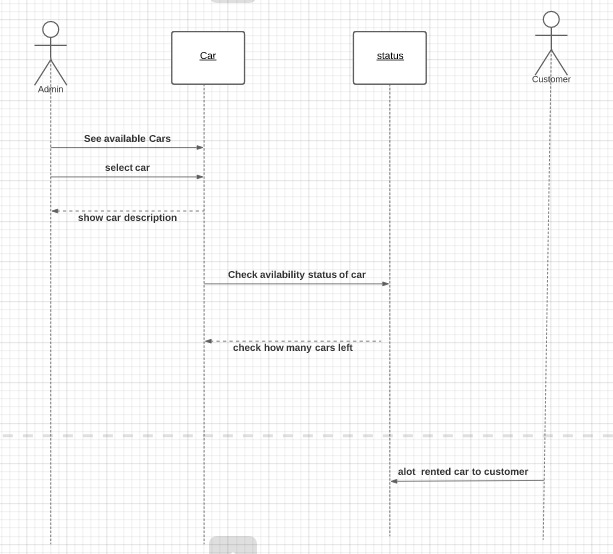 Car
status
Admin
Customer
See available Cars
select car
show car description
Check avilability status of car
check how many cars left
alot rented car to customer